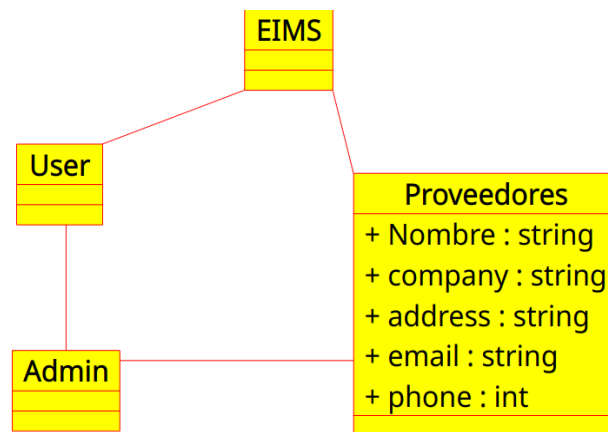 EIMS
User
Proveedores
+ Nombre : string
+ company : string
+ address : string
+ email : string
+ phone : int
Admin